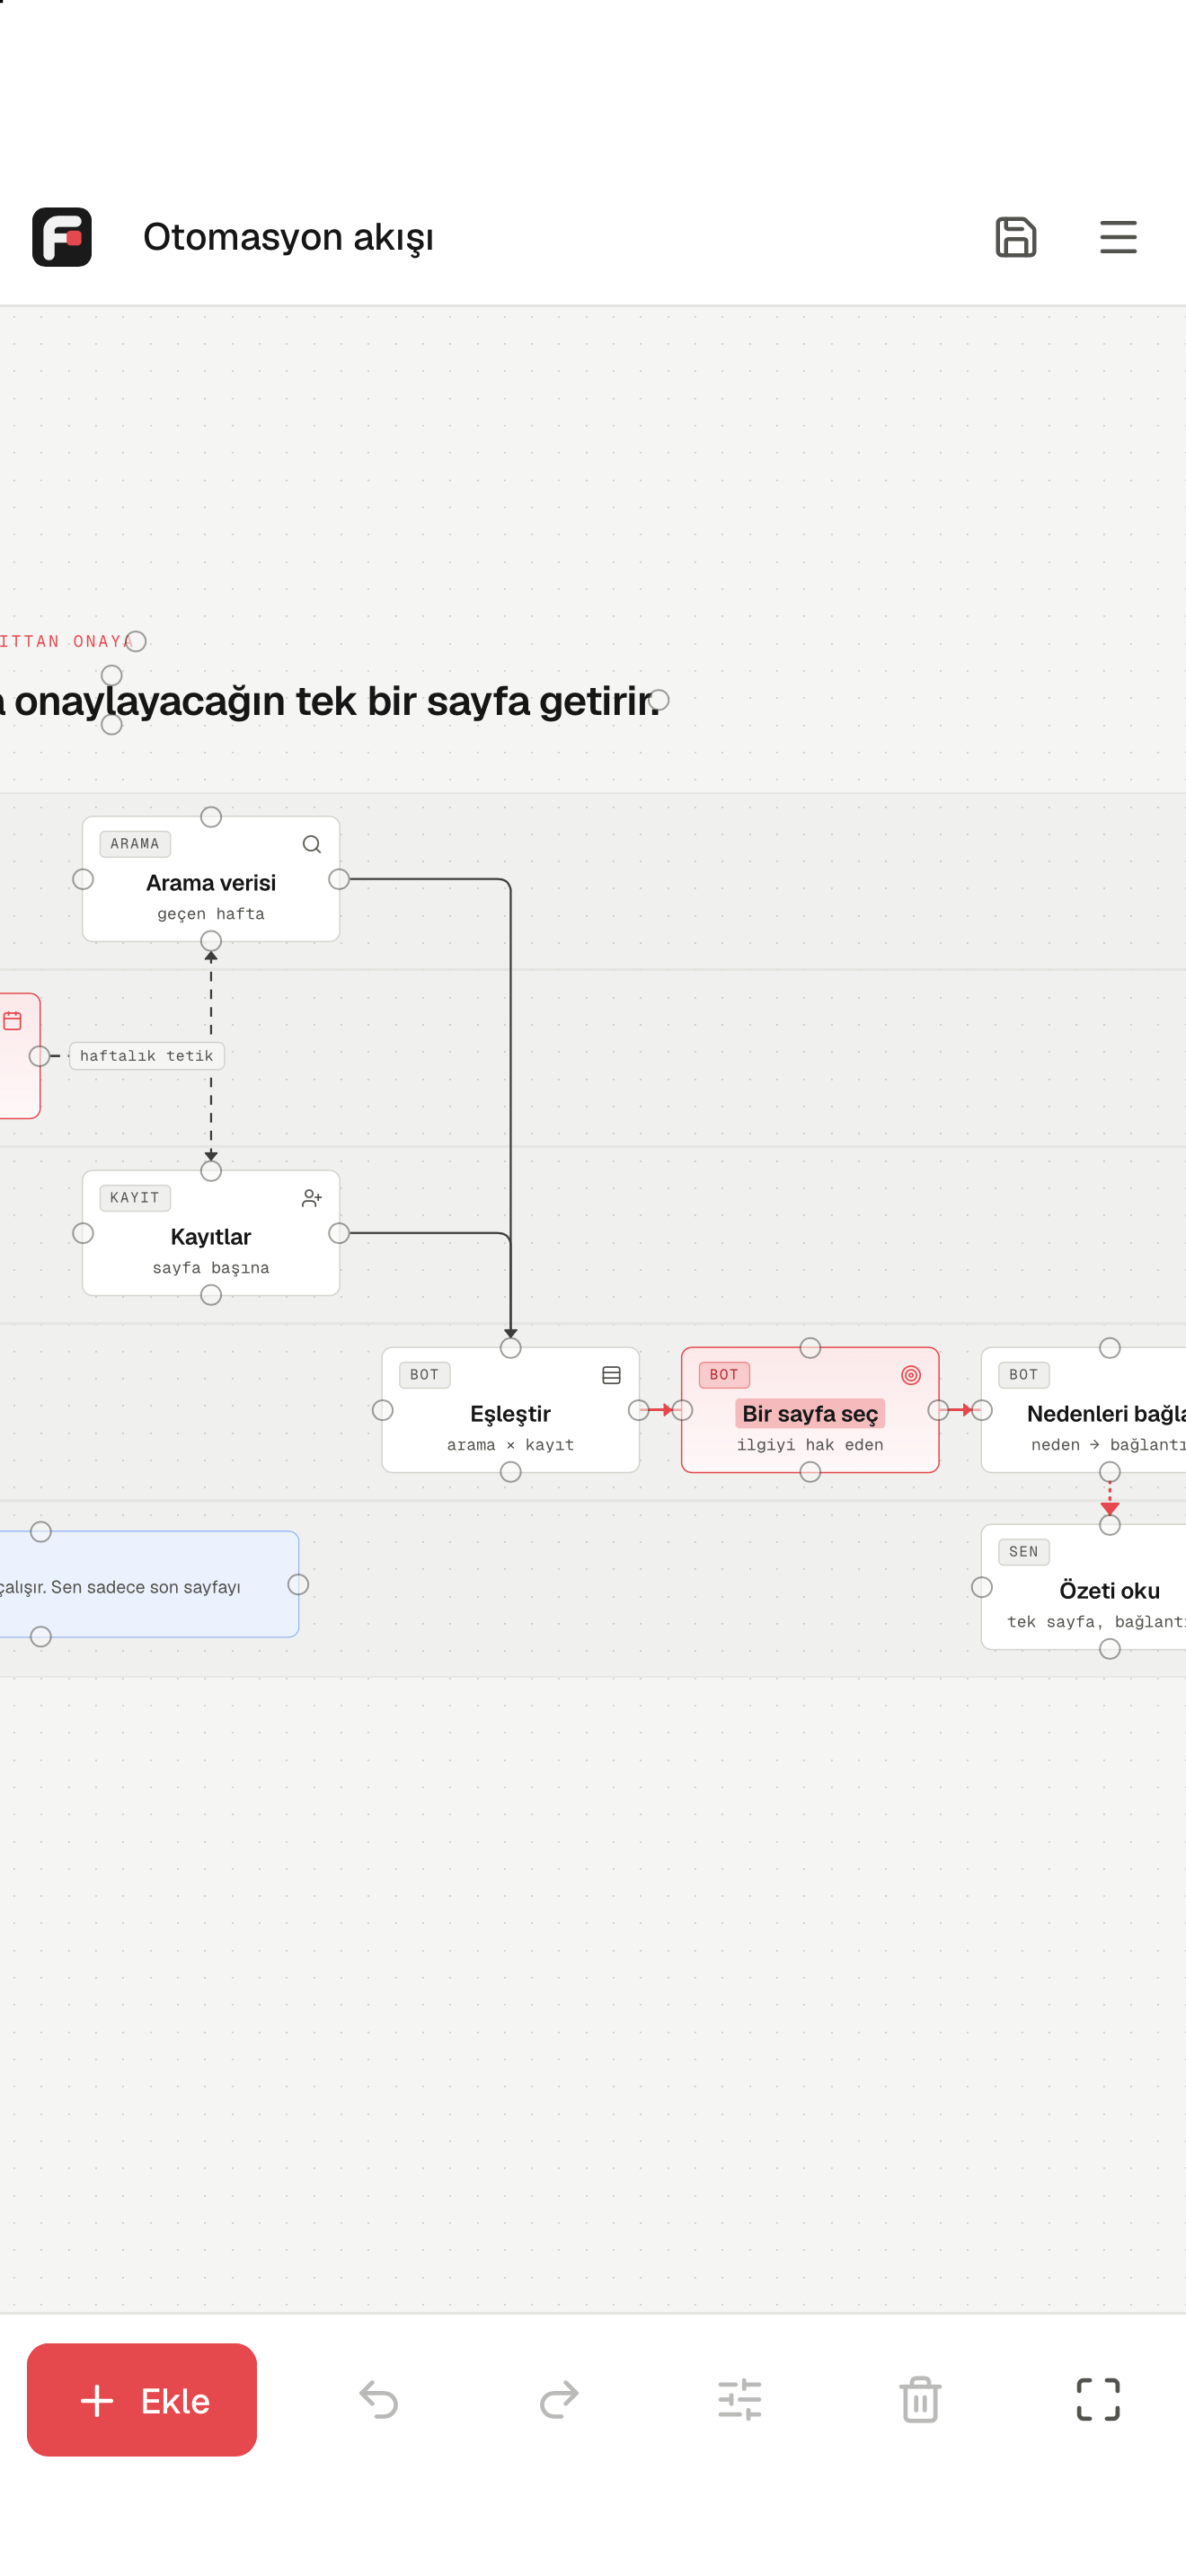 Otomasyon akışı
ITTAN ONAYA
onaylayacağın tek bir sayfa getirir.
ARAMA
Arama verisi
geçen hafta
haftalık tetik
KAYIT
Kayıtlar
sayfa başına
BOT
Eşleştir
arama × kayıt
BOT
Bir sayfa seç
ilgiyi hak eden
BOT
Nedenleri bağla
neden → bağlantı
çalışır. Sen sadece son sayfayı
SEN
Özeti oku
tek sayfa, bağlantı
Ekle